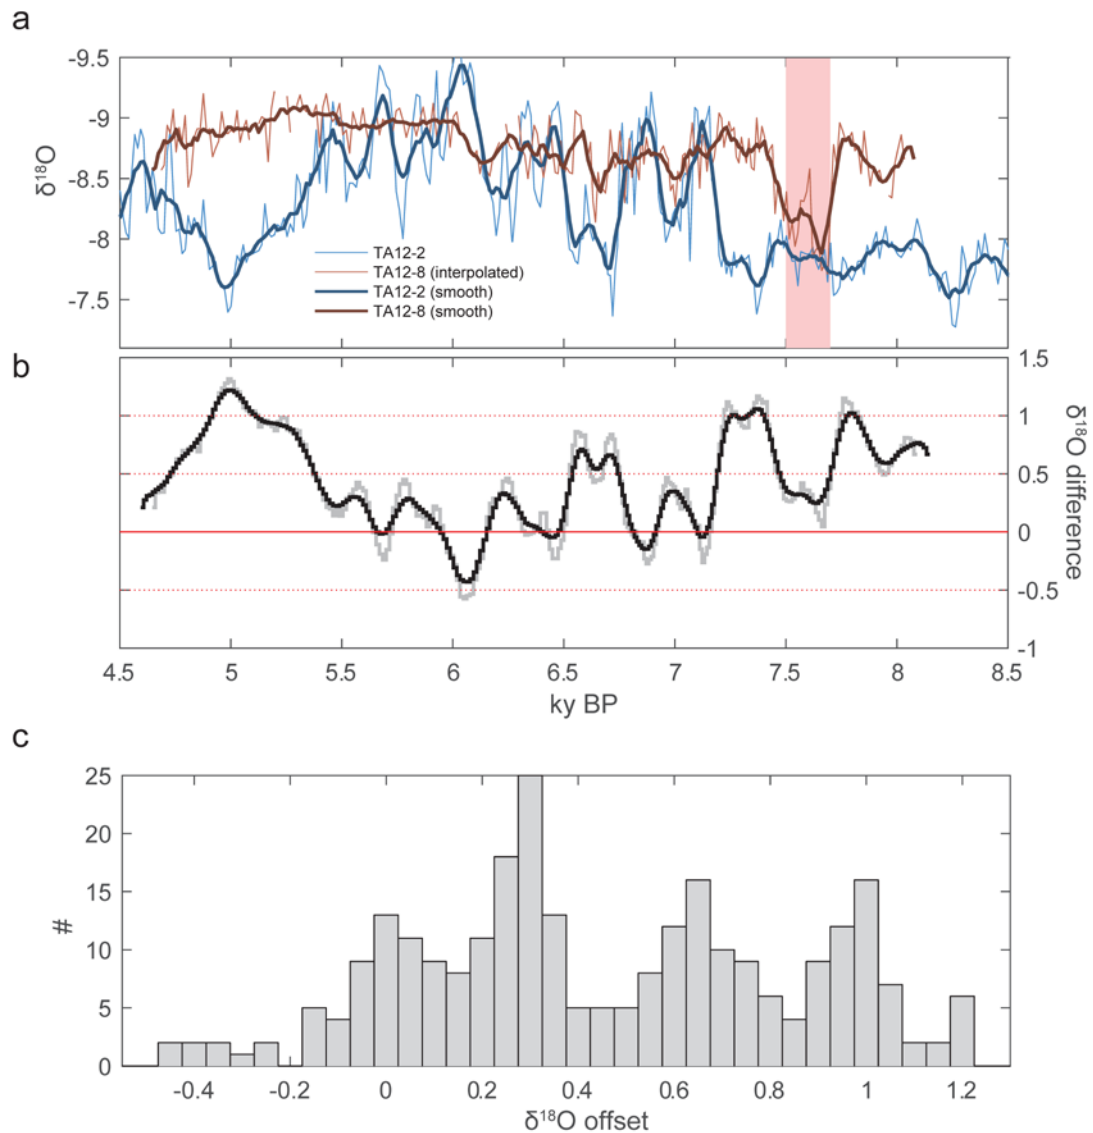 a
-9.5
-9
-8.5
-8
-7.5
δ18O
TA12-2
TA12-8 (interpolated)
TA12-2 (smooth)
TA12-8 (smooth)
b
1.5
1
0.5
0
-0.5
-1
δ18O difference
4.5 5 5.5 6 6.5 7 7.5 8 8.5
ky BP
c
25
20
15
10
5
0
#
-0.4 -0.2 0 0.2 0.4 0.6 0.8 1 1.2
δ18O offset